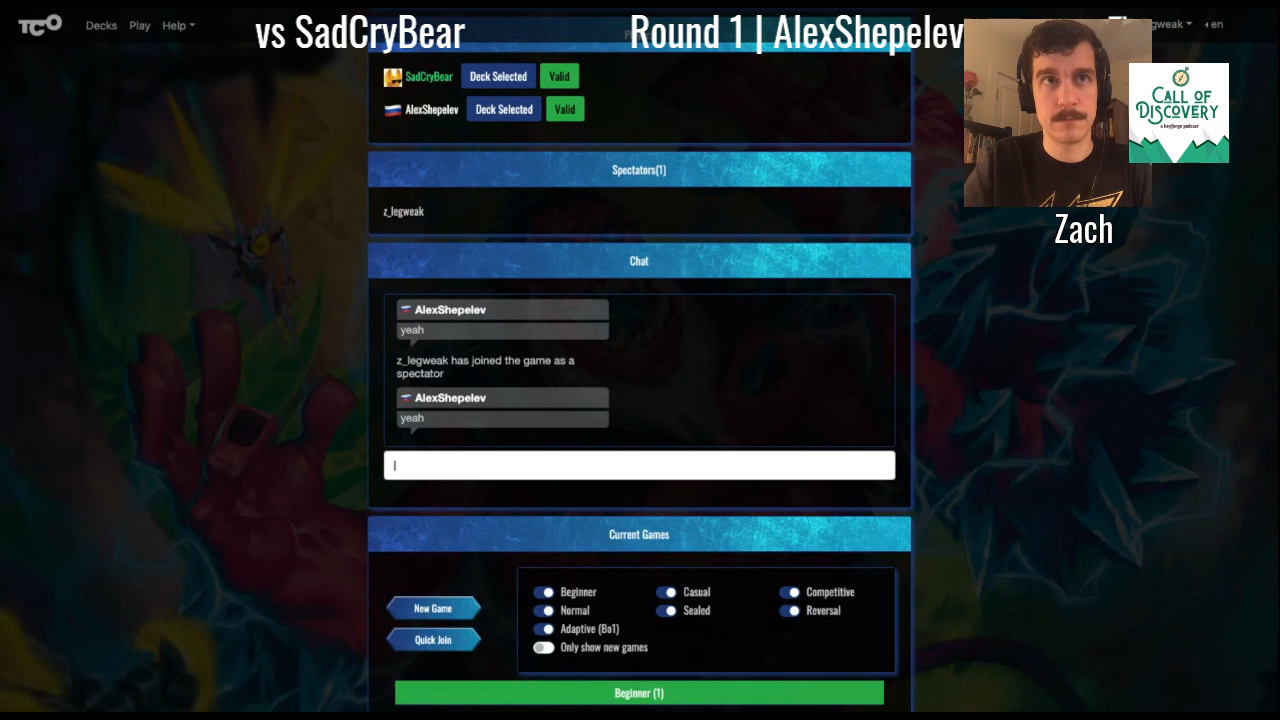 TCO
Decks
Play
Help
vs SadCryBear
Round 1 | AlexShepelev
egweak
en
SadCryBear
Deck Selected
Valid
AlexShepelev
Deck Selected
Valid
CALL OF
DISCOVERY
a keyforge podcast
Zach
Spectators(1)
z_legweak
Chat
AlexShepelev
yeah
z_legweak has joined the game as a
spectator
AlexShepelev
yeah
Current Games
New Game
Quick Join
Beginner
Casual
Competitive
Normal
Sealed
Reversal
Adaptive (Bo1)
Only show new games
Beginner (1)